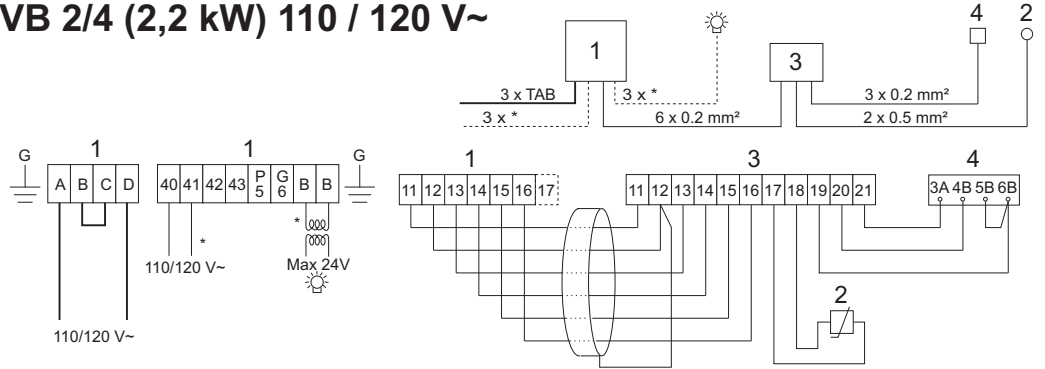 VB 2/4 (2,2 kW) 110 / 120 V~
4 2
1
3
3 x TAB 3 x * 3 x 0.2 mm²
3 x * 6 x 0.2 mm² 2 x 0.5 mm²
G 1 1 G 1 3 4
A B C D
40 41 42 43 P5 G6 B B
11 12 13 14 15 16 17
11 12 13 14 15 16 17 18 19 20 21
3A 4B 5B 6B
*
*
110/120 V~ Max 24V
2
110/120 V~